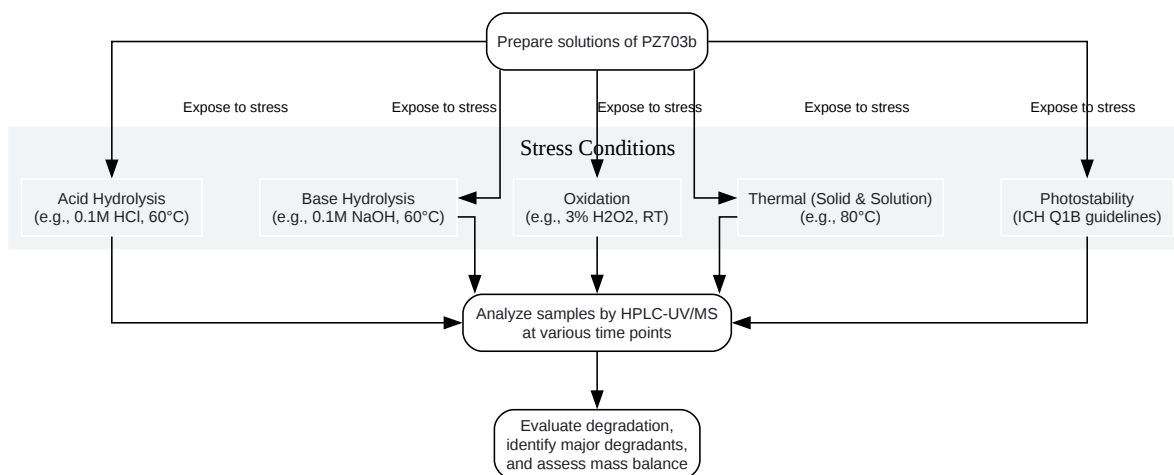 Prepare solutions of PZ703b
Expose to stress
Expose to stress
Expose to stress
Expose to stress
Expose to stress
Stress Conditions
Acid Hydrolysis
(e.g., 0.1M HCl, 60°C)
Base Hydrolysis
(e.g., 0.1M NaOH, 60°C)
Oxidation
(e.g., 3% H2O2, RT)
Thermal (Solid & Solution)
(e.g., 80°C)
Photostability
(ICH Q1B guidelines)
Analyze samples by HPLC-UV/MS
at various time points
Evaluate degradation,
identify major degradants,
and assess mass balance